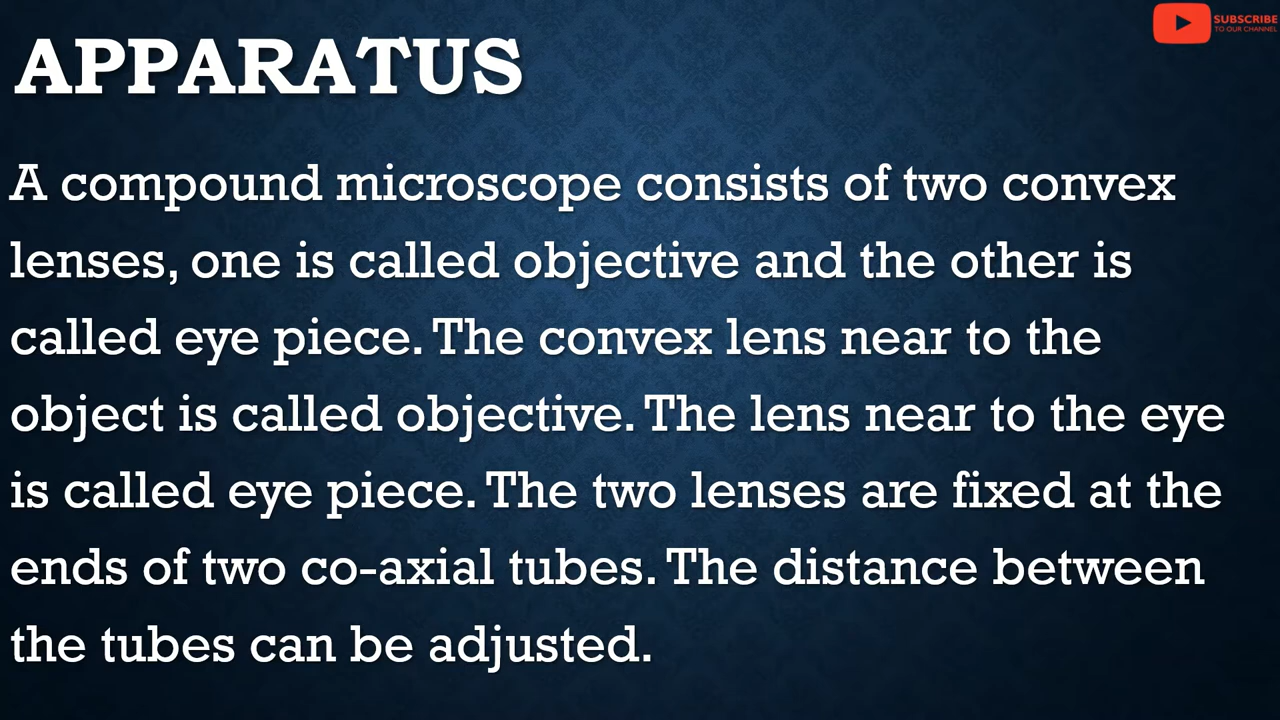 APPARATUS
SUBSCRIBE
TO OUR CHANNEL
A compound microscope consists of two convex
lenses, one is called objective and the other is
called eye piece. The convex lens near to the
object is called objective. The lens near to the eye
is called eye piece. The two lenses are fixed at the
ends of two co-axial tubes. The distance between
the tubes can be adjusted.